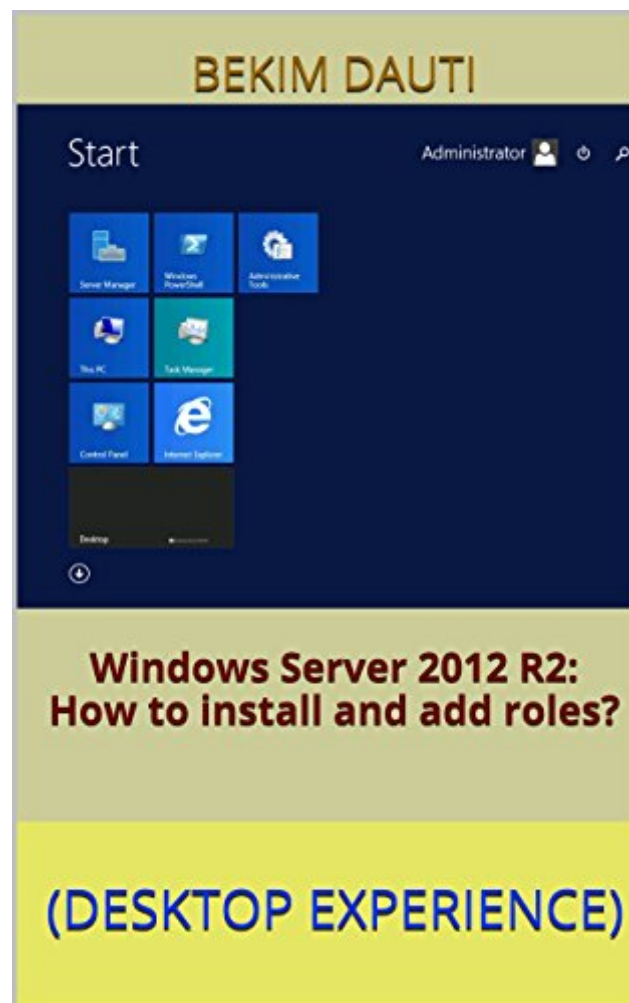 BEKIM DAUTI
Start
Administrator
Server Manager
Windows
PowerShell
Administrative
Tools
This PC
Task Manager
Control Panel
Internet Explorer
Desktop
Windows Server 2012 R2:
How to install and add roles?
(DESKTOP EXPERIENCE)